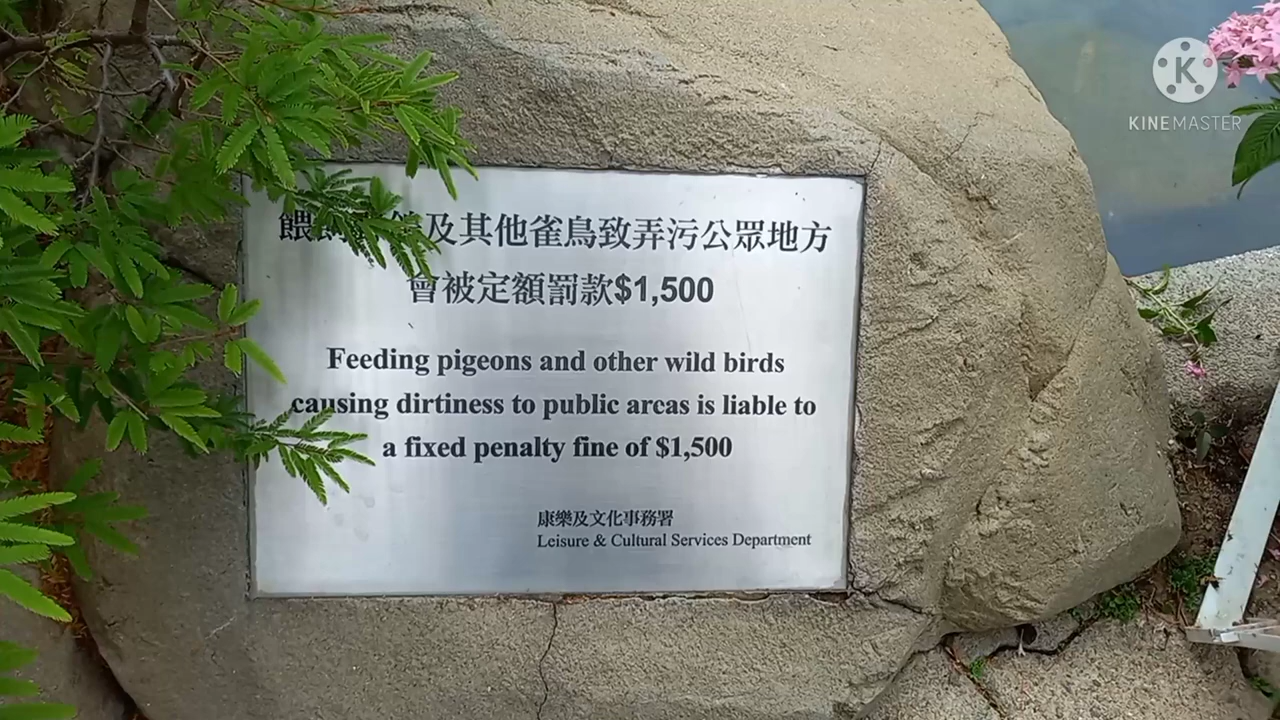 餵及其他雀鳥致弄污公眾地方
會被定額罰款$1,500
Feeding pigeons and other wild birds
causing dirtiness to public areas is liable to
a fixed penalty fine of $1,500
康樂及文化事務署
Leisure & Cultural Services Department
K
KINEMASTER